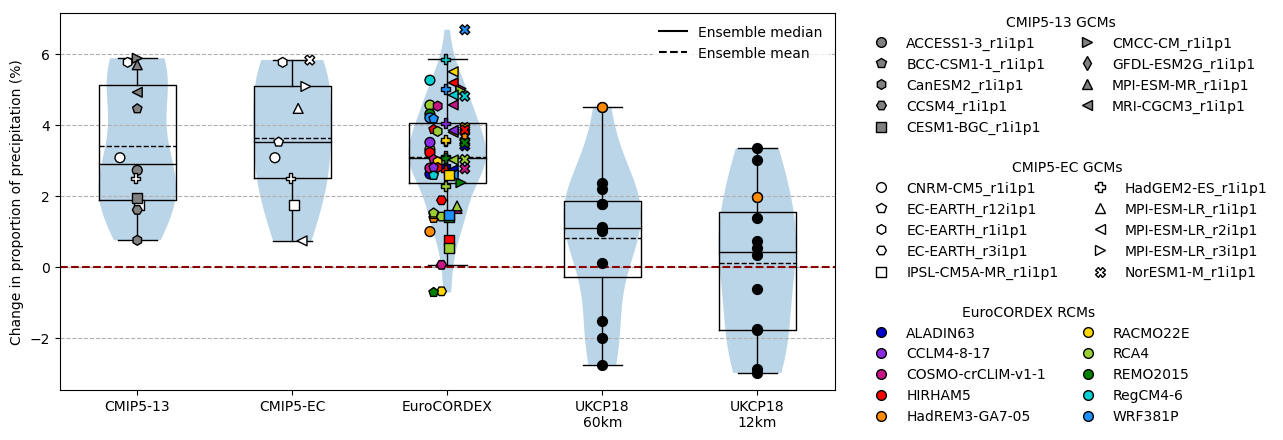 Change in proportion of precipitation (%)
6
4
2
0
−2
CMIP5-13
CMIP5-EC
EuroCORDEX
UKCP18
60km
UKCP18
12km
Ensemble median
Ensemble mean
CMIP5-13 GCMs
ACCESS1-3_r1i1p1
BCC-CSM1-1_r1i1p1
CanESM2_r1i1p1
CCSM4_r1i1p1
CESM1-BGC_r1i1p1
CMCC-CM_r1i1p1
GFDL-ESM2G_r1i1p1
MPI-ESM-MR_r1i1p1
MRI-CGCM3_r1i1p1
CMIP5-EC GCMs
CNRM-CM5_r1i1p1
EC-EARTH_r12i1p1
EC-EARTH_r1i1p1
EC-EARTH_r3i1p1
IPSL-CM5A-MR_r1i1p1
HadGEM2-ES_r1i1p1
MPI-ESM-LR_r1i1p1
MPI-ESM-LR_r2i1p1
MPI-ESM-LR_r3i1p1
NorESM1-M_r1i1p1
EuroCORDEX RCMs
ALADIN63
CCLM4-8-17
COSMO-crCLIM-v1-1
HIRHAM5
HadREM3-GA7-05
RACMO22E
RCA4
REMO2015
RegCM4-6
WRF381P